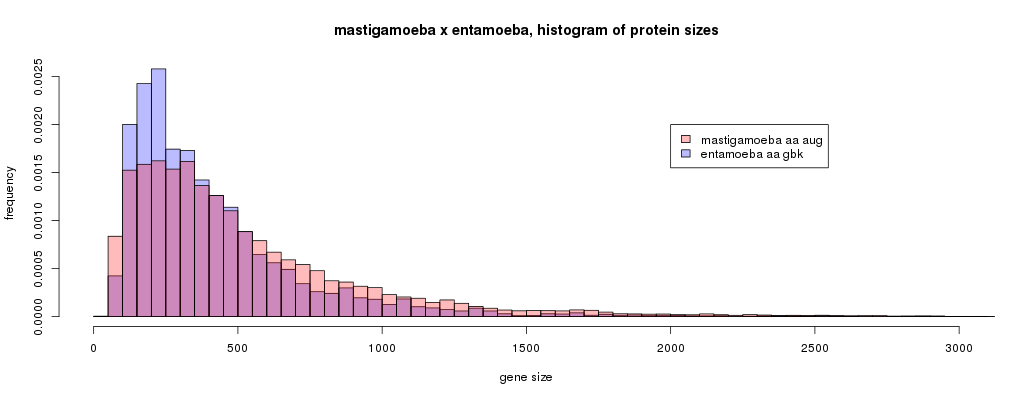 mastigamoeba x entamoeba, histogram of protein sizes
frequency
0.0025
0.0020
0.0015
0.0010
0.0005
0.0000
mastigamoeba aa aug
entamoeba aa gbk
0 500 1000 1500 2000 2500 3000
gene size